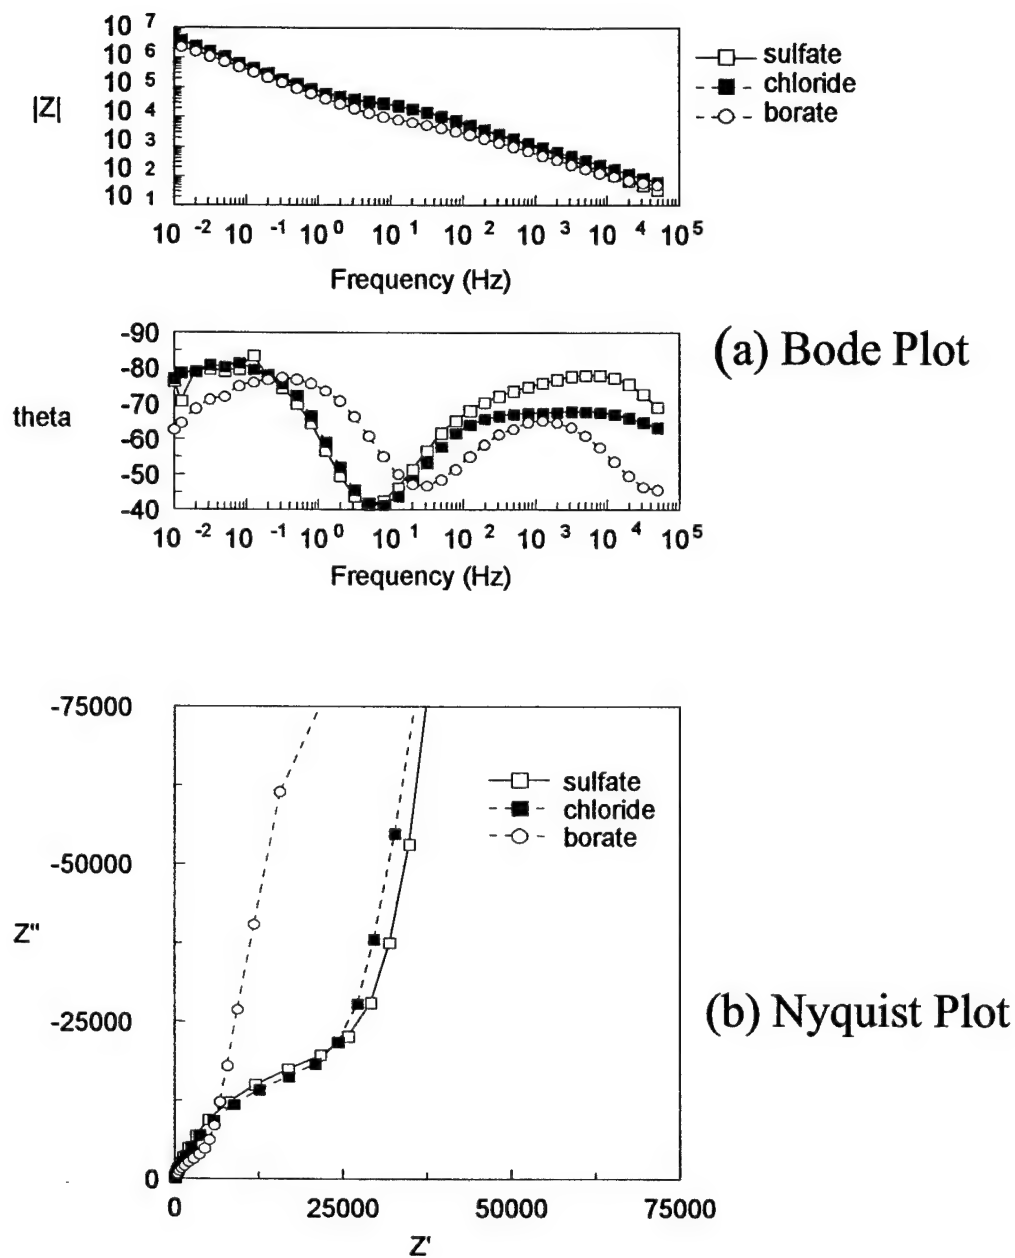 10 7
10 6
10 5
10 4
10 3
10 2
10 1
|Z|
10 -2 10 -1 10 0 10 1 10 2 10 3 10 4 10 5
Frequency (Hz)
sulfate
chloride
borate
-90
-80
-70
-60
-50
-40
theta
10 -2 10 -1 10 0 10 1 10 2 10 3 10 4 10 5
Frequency (Hz)
(a) Bode Plot
-75000
-50000
-25000
0
Z"
0 25000 50000 75000
Z'
sulfate
chloride
borate
(b) Nyquist Plot